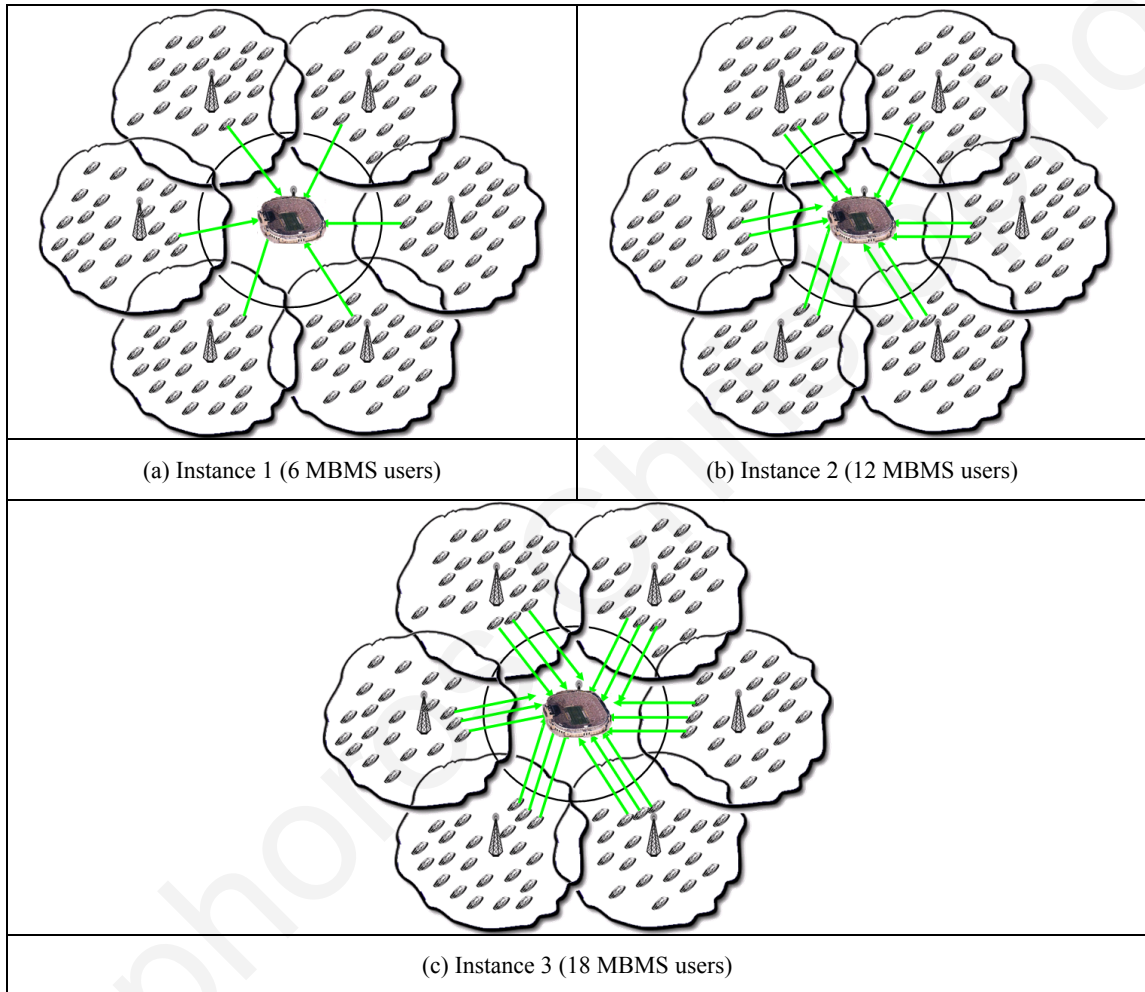 (a) Instance 1 (6 MBMS users)
(b) Instance 2 (12 MBMS users)
(c) Instance 3 (18 MBMS users)